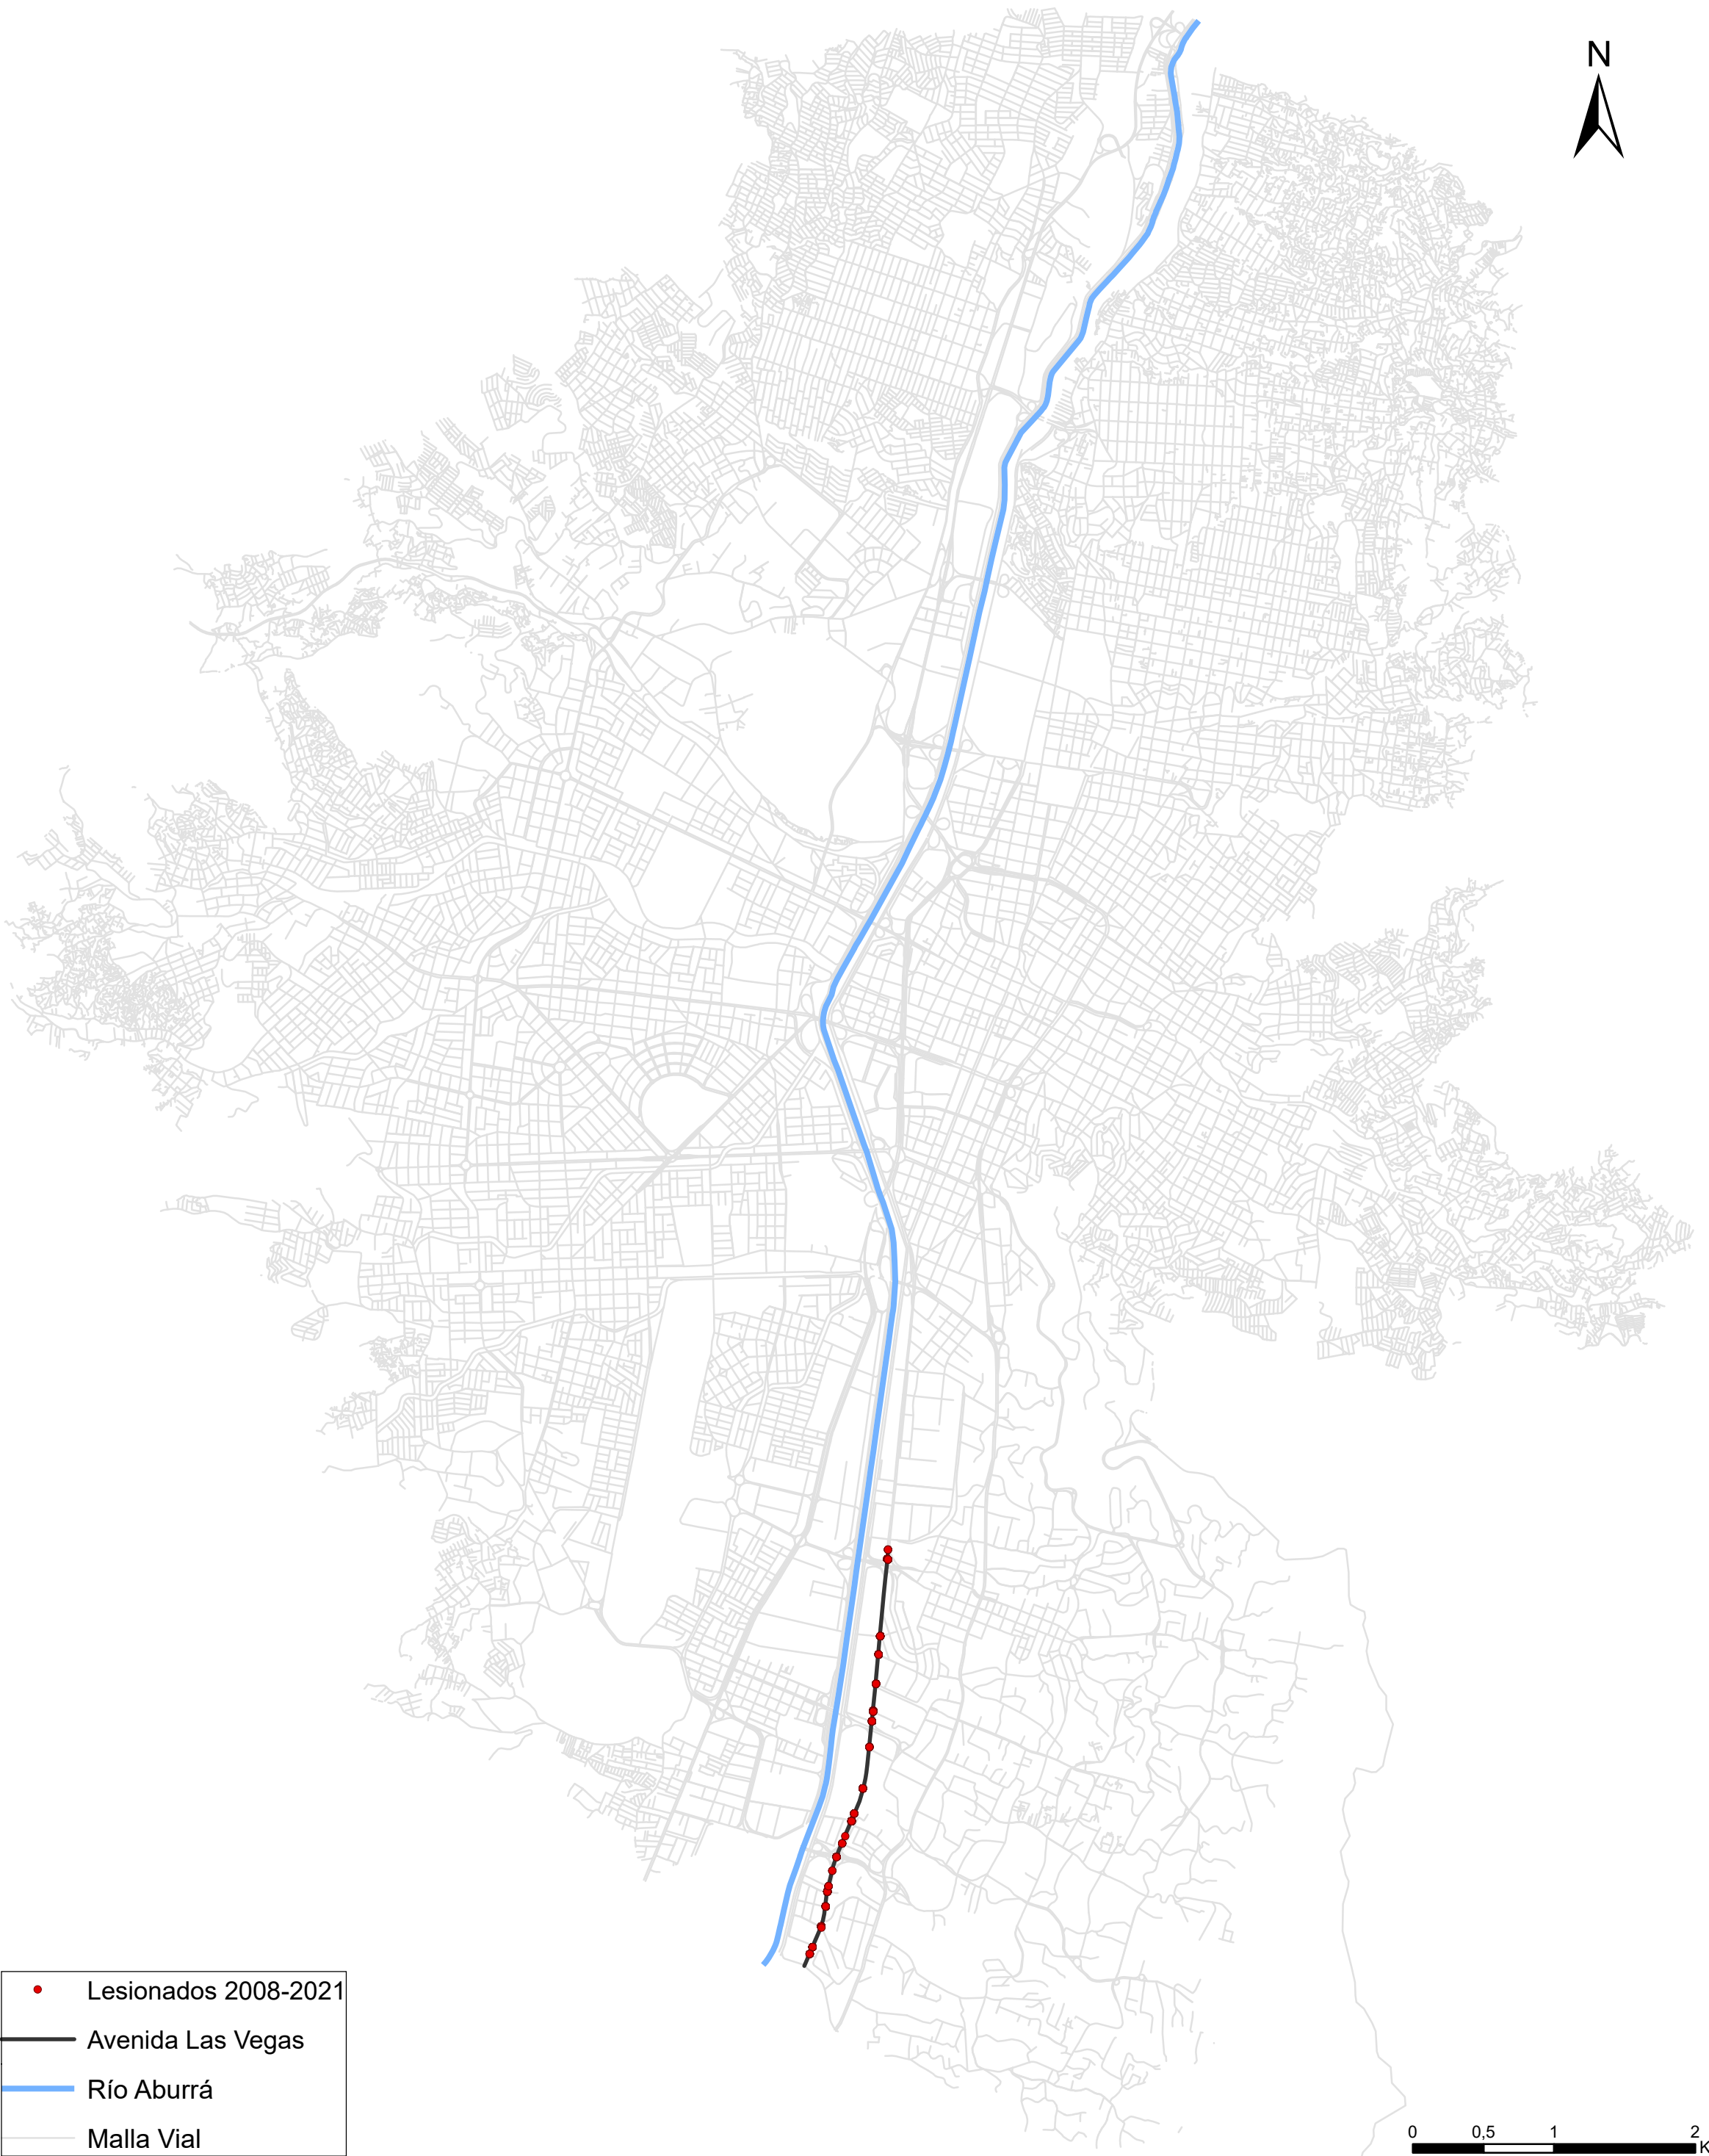 N
Lesionados 2008-2021
Avenida Las Vegas
Río Aburrá
Malla Vial
0 0,5 1 2
K